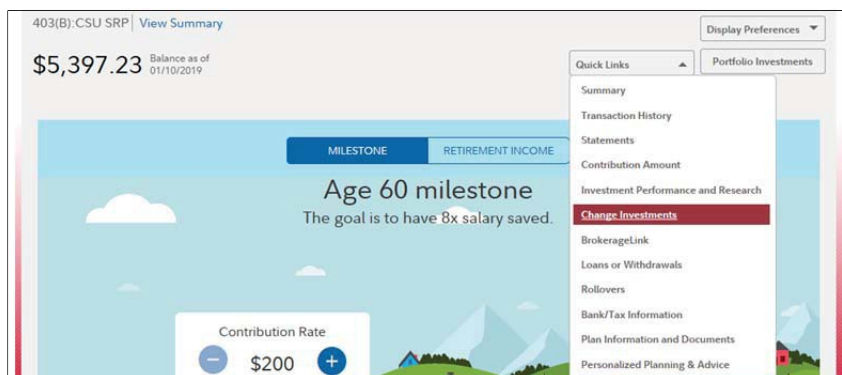 403(B):CSU SRP View Summary
Display Preferences
$5,397.23 Balance as of 01/10/2019
Quick Links
Portfolio Investments
Summary
Transaction History
Statements
Contribution Amount
Investment Performance and Research
Change Investments
BrokerageLink
Loans or Withdrawals
Rollovers
Bank/Tax Information
Plan Information and Documents
Personalized Planning & Advice
MILESTONE RETIREMENT INCOME
Age 60 milestone
The goal is to have 8x salary saved.
Contribution Rate
− $200 +